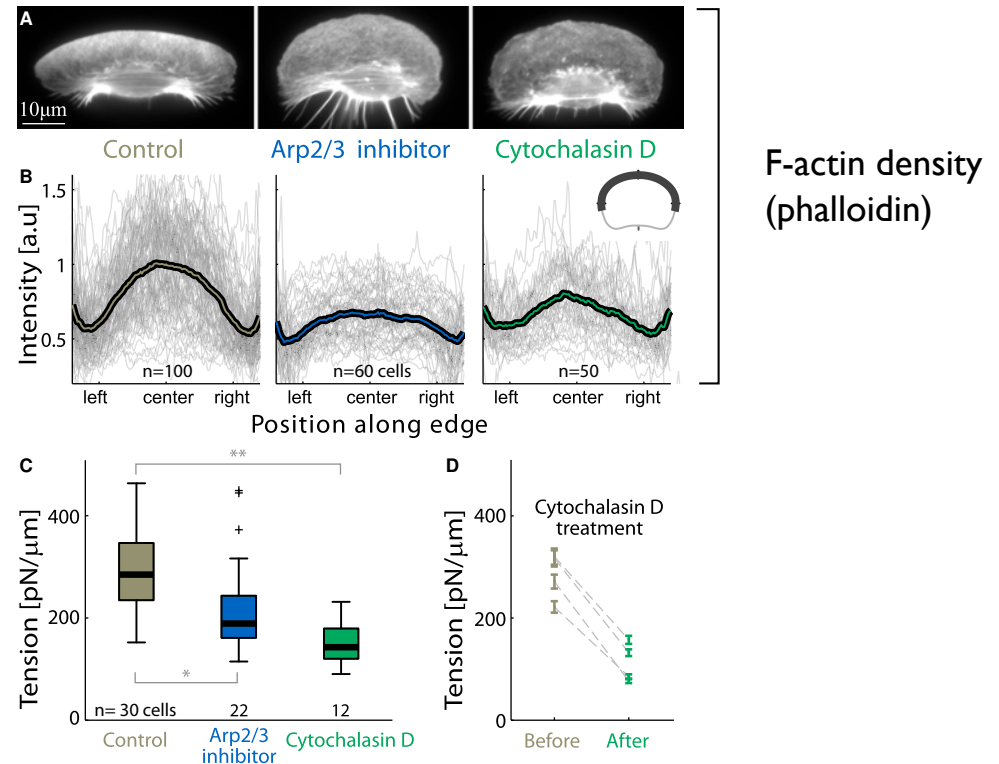 A
10μm
Control
Arp2/3 inhibitor
Cytochalasin D
F-actin density
(phalloidin)
B
Intensity [a.u]
1.5
1
0.5
n=100
n=60 cells
n=50
left center right
left center right
left center right
Position along edge
C
Tension [pN/μm]
400
200
0
**
*
n= 30 cells
22
12
Control
Arp2/3
inhibitor
Cytochalasin D
D
Tension [pN/μm]
400
200
0
Cytochalasin D
treatment
Before
After